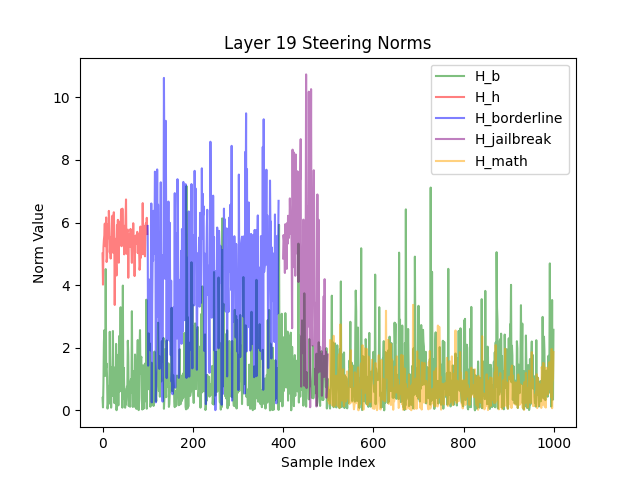 Layer 19 Steering Norms
H_b
H_h
H_borderline
H_jailbreak
H_math
Norm Value
10
8
6
4
2
0
0 200 400 600 800 1000
Sample Index